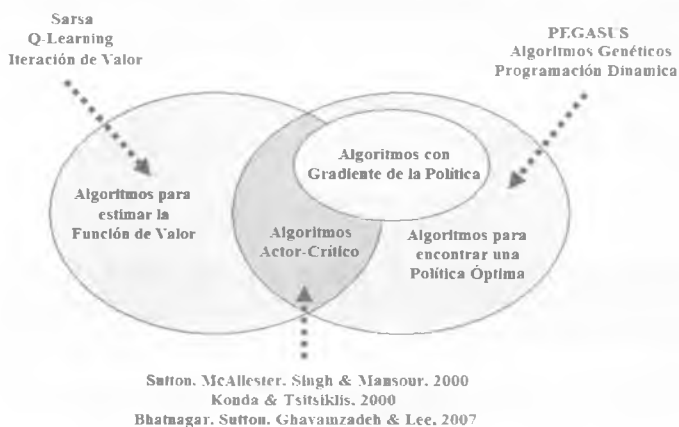 Sarsa
Q-Learning
Iteración de Valor
PEGASUS
Algoritmos Genéticos
Programación Dinamica
Algoritmos para
estimar la
Función de Valor
Algoritmos con
Gradiente de la Política
Algoritmos
Actor-Crítico
Algoritmos para
encontrar una
Política Óptima
Sutton. McAllester. Singh & Mansour. 2000
Konda & Tsitsiklis. 2000
Bhatnagar. Sutton. Ghavamzadeh & Lee, 2007